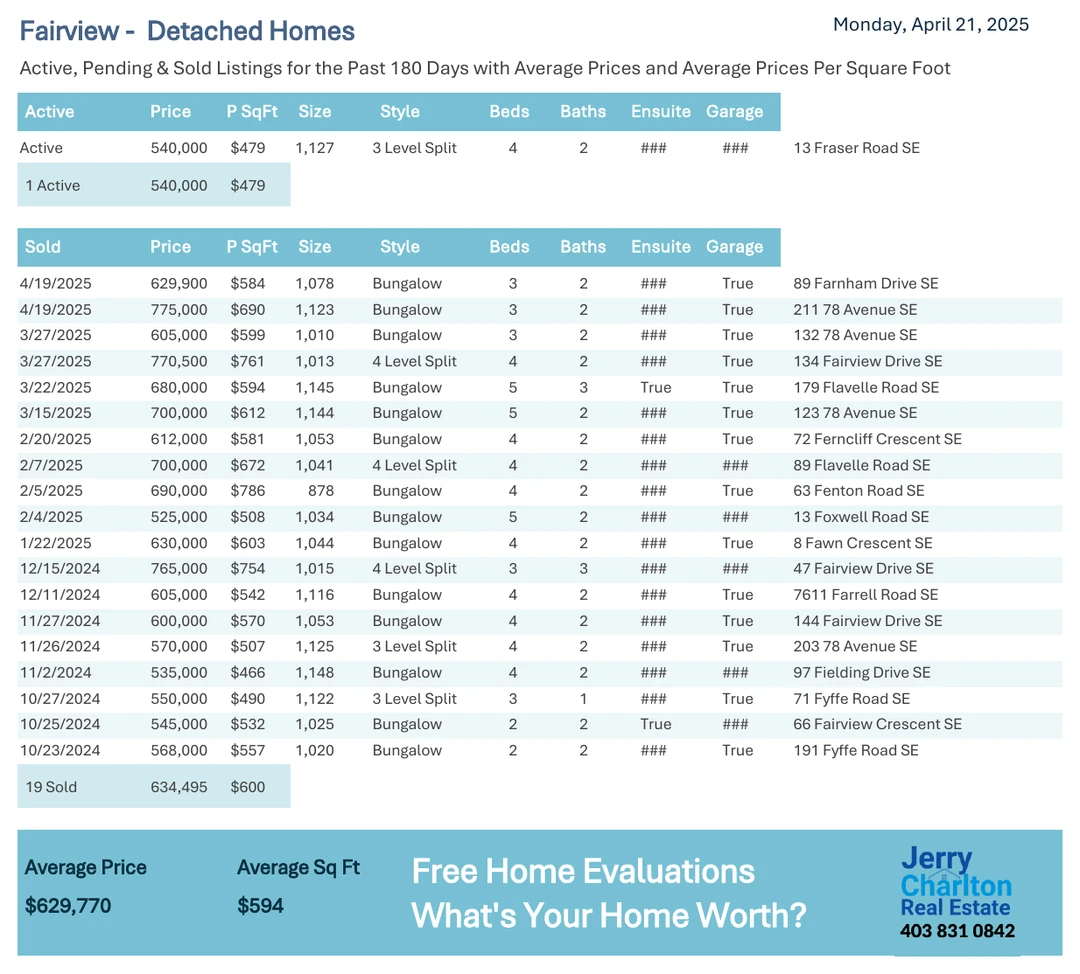 Fairview - Detached Homes
Monday, April 21, 2025
Active, Pending & Sold Listings for the Past 180 Days with Average Prices and Average Prices Per Square Foot
Active Price P SqFt Size Style Beds Baths Ensuite Garage
Active 540,000 $479 1,127 3 Level Split 4 2 ### ### 13 Fraser Road SE
1 Active 540,000 $479
Sold Price P SqFt Size Style Beds Baths Ensuite Garage
4/19/2025 629,900 $584 1,078 Bungalow 3 2 ### True 89 Farnham Drive SE
4/19/2025 775,000 $690 1,123 Bungalow 3 2 ### True 211 78 Avenue SE
3/27/2025 605,000 $599 1,010 Bungalow 3 2 ### True 132 78 Avenue SE
3/27/2025 770,500 $761 1,013 4 Level Split 4 2 ### True 134 Fairview Drive SE
3/22/2025 680,000 $594 1,145 Bungalow 5 3 True True 179 Flavelle Road SE
3/15/2025 700,000 $612 1,144 Bungalow 5 2 ### True 123 78 Avenue SE
2/20/2025 612,000 $581 1,053 Bungalow 4 2 ### True 72 Ferncliff Crescent SE
2/7/2025 700,000 $672 1,041 4 Level Split 4 2 ### ### 89 Flavelle Road SE
2/5/2025 690,000 $786 878 Bungalow 4 2 ### True 63 Fenton Road SE
2/4/2025 525,000 $508 1,034 Bungalow 5 2 ### ### 13 Foxwell Road SE
1/22/2025 630,000 $603 1,044 Bungalow 4 2 ### True 8 Fawn Crescent SE
12/15/2024 765,000 $754 1,015 4 Level Split 3 3 ### ### 47 Fairview Drive SE
12/11/2024 605,000 $542 1,116 Bungalow 4 2 ### True 7611 Farrell Road SE
11/27/2024 600,000 $570 1,053 Bungalow 4 2 ### True 144 Fairview Drive SE
11/26/2024 570,000 $507 1,125 3 Level Split 4 2 ### True 203 78 Avenue SE
11/2/2024 535,000 $466 1,148 Bungalow 4 2 ### ### 97 Fielding Drive SE
10/27/2024 550,000 $490 1,122 3 Level Split 3 1 ### True 71 Fyffe Road SE
10/25/2024 545,000 $532 1,025 Bungalow 2 2 True ### 66 Fairview Crescent SE
10/23/2024 568,000 $557 1,020 Bungalow 2 2 ### True 191 Fyffe Road SE
19 Sold 634,495 $600
Average Price Average Sq Ft
$629,770 $594
Free Home Evaluations
What's Your Home Worth?
Jerry
Charlton
Real Estate
403 831 0842